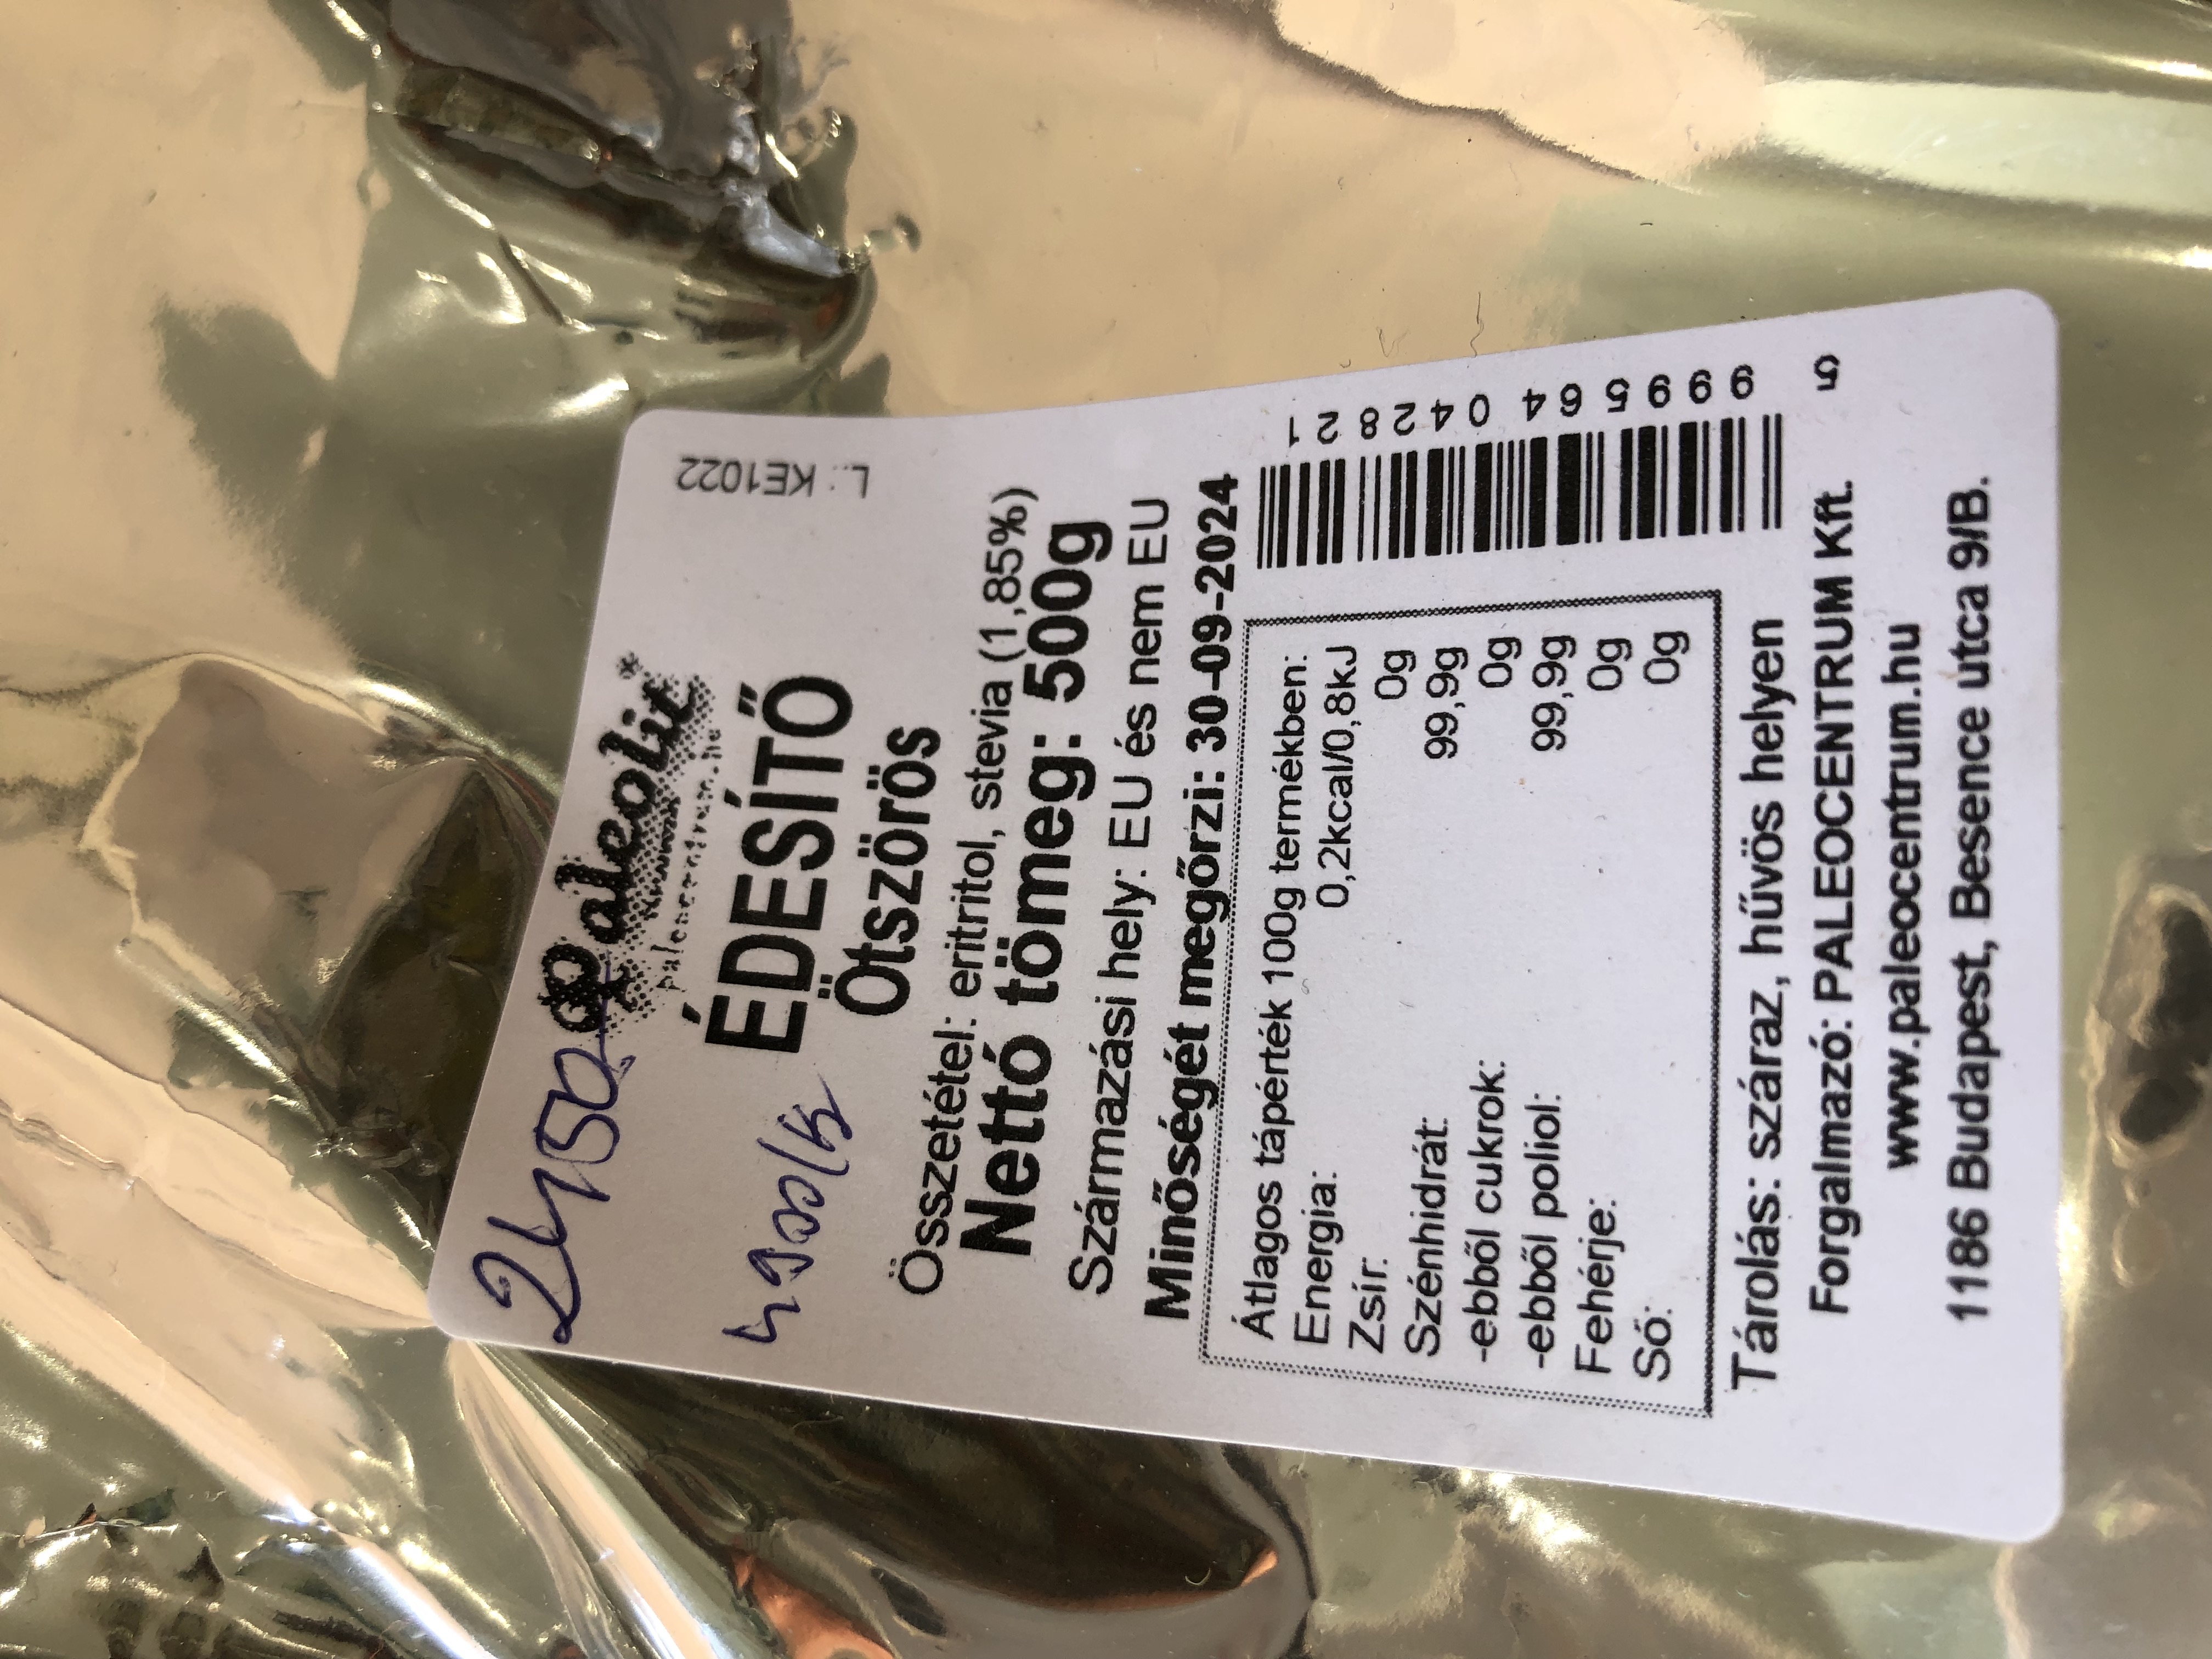 2450
Paleolit*
www.
paleocentrum.hu
4900/k
ÉDESÍTŐ
Ötszörös
L.: KE1022
Összetétel: eritritol, stevia (1,85%)
Nettó tömeg: 500g
Származási hely: EU és nem EU
Minőségét megőrzi: 30-09-2024
Átlagos tápérték 100g termékben:
Energia: 0,2kcal/0,8kJ
Zsír: 0g
Szénhidrát: 99,9g
-ebből cukrok: 0g
-ebből poliol: 99,9g
Fehérje: 0g
Só: 0g
5 999564 042821
Tárolás: száraz, hűvös helyen
Forgalmazó: PALEOCENTRUM Kft.
www.paleocentrum.hu
1186 Budapest, Besence utca 9/B.